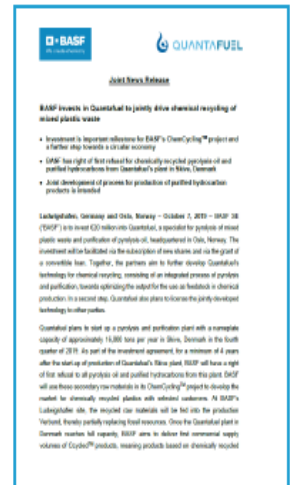 BASF
We create chemistry
QUANTAFUEL
Joint News Release
BASF invests in Quantafuel to jointly drive chemical recycling of
mixed plastic waste
• Investment is important milestone for BASF's ChemCycling™ project and
a further step towards a circular economy
• BASF has right of first refusal for chemically recycled pyrolysis oil and
purified hydrocarbons from Quantafuel's plant in Skive, Denmark
• Joint development of process for production of purified hydrocarbon
products is intended
Ludwigshafen, Germany and Oslo, Norway – October 7, 2019 – BASF SE
("BASF") is to invest €20 million into Quantafuel, a specialist for pyrolysis of mixed
plastic waste and purification of pyrolysis oil, headquartered in Oslo, Norway. The
investment will be facilitated via the subscription of new shares and via the grant of
a convertible loan. Together, the partners aim to further develop Quantafuel's
technology for chemical recycling, consisting of an integrated process of pyrolysis
and purification, towards optimizing the output for the use as feedstock in chemical
production. In a second step, Quantafuel also plans to license the jointly developed
technology to other parties.
Quantafuel plans to start up a pyrolysis and purification plant with a nameplate
capacity of approximately 16,000 tons per year in Skive, Denmark in the fourth
quarter of 2019. As part of the investment agreement, for a minimum of 4 years
after the start up of production of Quantafuel's Skive plant, BASF will have a right
of first refusal to all pyrolysis oil and purified hydrocarbons from this plant. BASF
will use these secondary raw materials in its ChemCycling™ project to develop the
market for chemically recycled plastics with selected customers. At BASF's
Ludwigshafen site, the recycled raw materials will be fed into the production
Verbund, thereby partially replacing fossil resources. Once the Quantafuel plant in
Denmark reaches full capacity, BASF aims to deliver first commercial supply
volumes of Ccycled™ products, meaning products based on chemically recycled